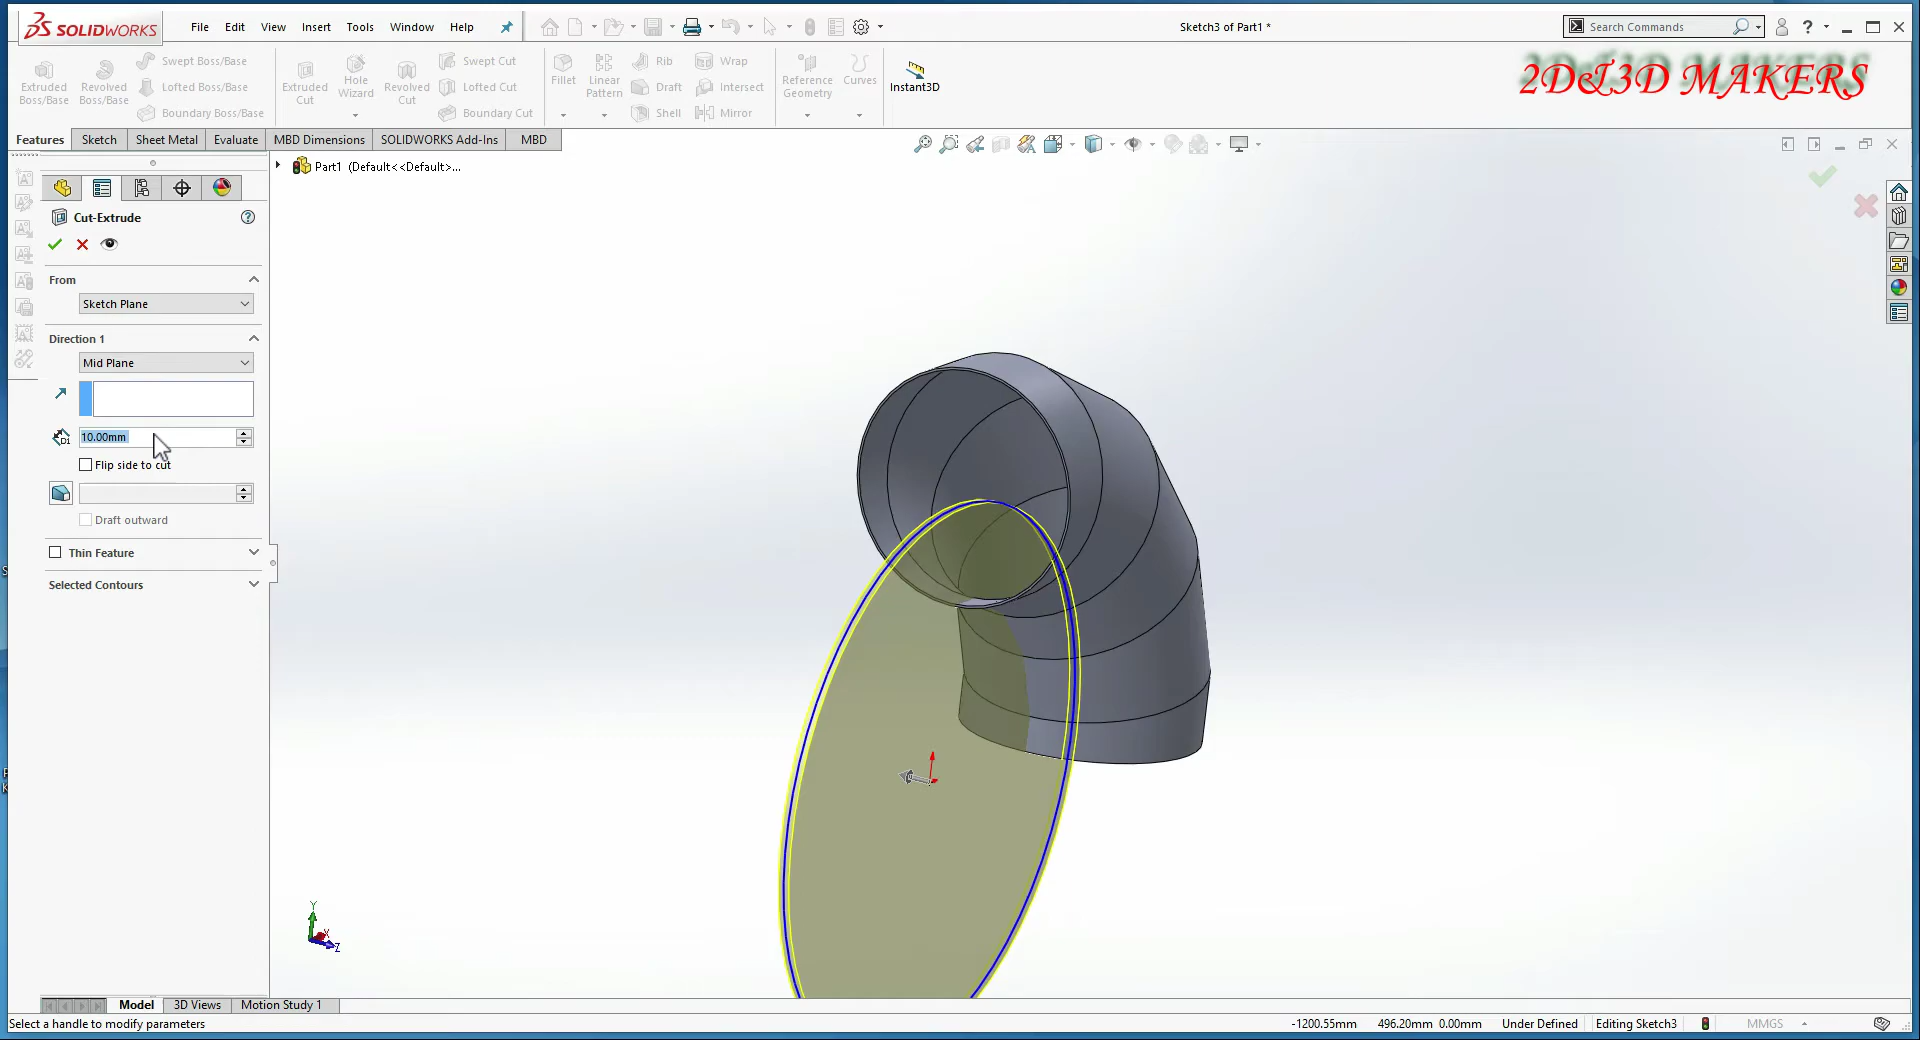 SOLIDWORKS File Edit View Insert Tools Window Help Sketch3 of Part1 * Search Commands
2D&3D MAKERS
Extruded Boss/Base
Revolved Boss/Base
Swept Boss/Base
Lofted Boss/Base
Boundary Boss/Base
Extruded Cut
Hole Wizard
Revolved Cut
Swept Cut
Lofted Cut
Boundary Cut
Fillet
Linear Pattern
Rib
Draft
Shell
Wrap
Intersect
Mirror
Reference Geometry
Curves
Instant3D
Features Sketch Sheet Metal Evaluate MBD Dimensions SOLIDWORKS Add-Ins MBD
Part1 (Default<<Default>...
Cut-Extrude
From
Sketch Plane
Direction 1
Mid Plane
D1
10.00mm
Flip side to cut
Draft outward
Thin Feature
Selected Contours
Y
X
Z
Model 3D Views Motion Study 1
Select a handle to modify parameters -1200.55mm 496.20mm 0.00mm Under Defined Editing Sketch3 MMGS